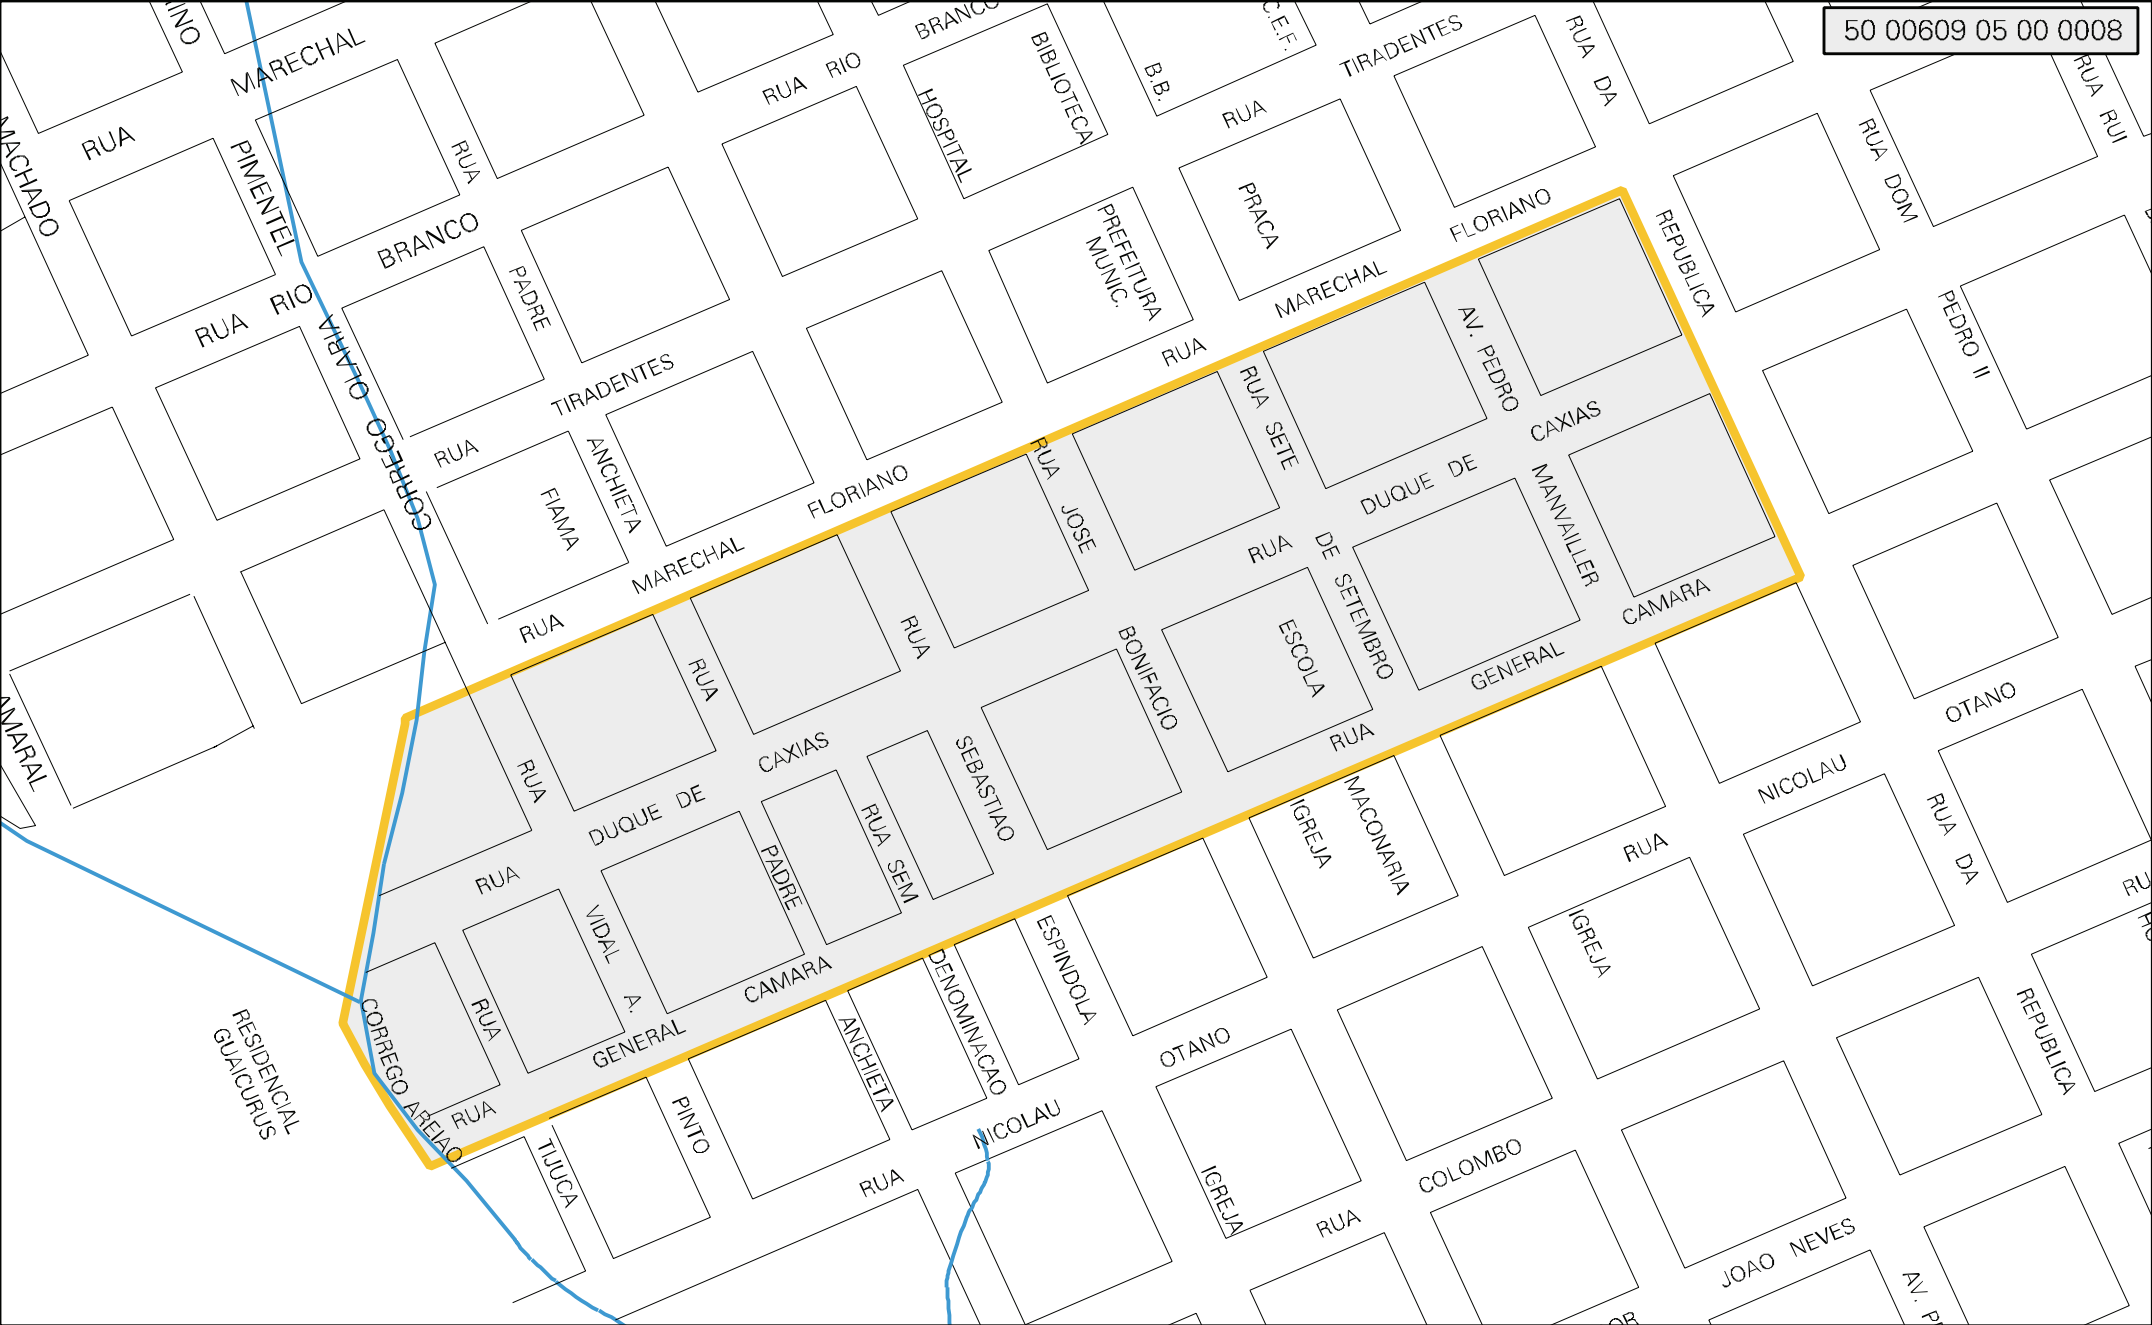 50 00609 05 00 0008
MARECHAL
RUA
MACHADO
PIMENTEL
RUA
BRANCO
RUA RIO
PADRE
CORREGO OLARIA
TIRADENTES
RUA
ANCHIETA
FIAMA
RUA RIO
BRANCO
HOSPITAL
BIBLIOTECA
B.B.
C.E.F.
RUA
TIRADENTES
RUA DA
REPUBLICA
RUA DOM
PEDRO II
RUA RUI
PREFEITURA
MUNIC.
PRACA
RUA
MARECHAL
FLORIANO
RUA
MARECHAL
FLORIANO
AV. PEDRO
MANVAILLER
RUA SETE
DE SETEMBRO
RUA
JOSE
BONIFACIO
RUA
DUQUE DE
CAXIAS
RUA
SEBASTIAO
ESPINDOLA
RUA
PADRE
ANCHIETA
RUA
VIDAL A.
PINTO
RUA
DUQUE DE
CAXIAS
RUA SEM
DENOMINACAO
ESCOLA
RUA
GENERAL
CAMARA
RUA
GENERAL
CAMARA
RUA
TIJUCA
CORREGO AREIAO
RESIDENCIAL
GUAICURUS
AMARAL
IGREJA
MACONARIA
RUA
NICOLAU
OTANO
RUA
NICOLAU
OTANO
IGREJA
IGREJA
RUA
COLOMBO
RUA DA
REPUBLICA
JOAO NEVES
AV.